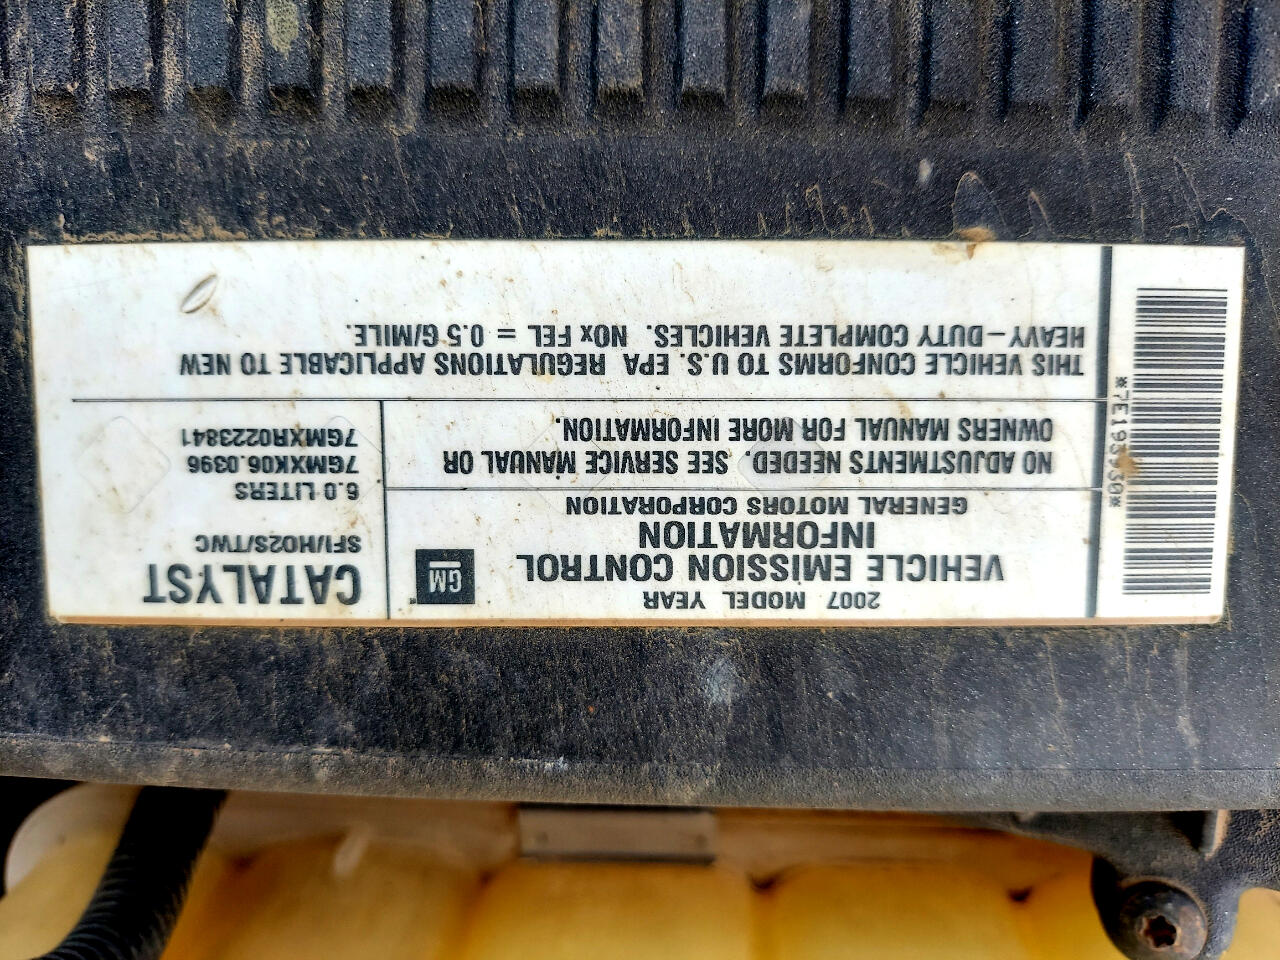 2007 MODEL YEAR
VEHICLE EMISSION CONTROL
INFORMATION
GENERAL MOTORS CORPORATION
GM
CATALYST
SFI/HO2S/TWC
6.0 LITERS
7GMXK06.0396
7GMXR0223841
NO ADJUSTMENTS NEEDED. SEE SERVICE MANUAL OR
OWNERS MANUAL FOR MORE INFORMATION.
THIS VEHICLE CONFORMS TO U.S. EPA REGULATIONS APPLICABLE TO NEW
HEAVY-DUTY COMPLETE VEHICLES. NOx FEL = 0.5 G/MILE.